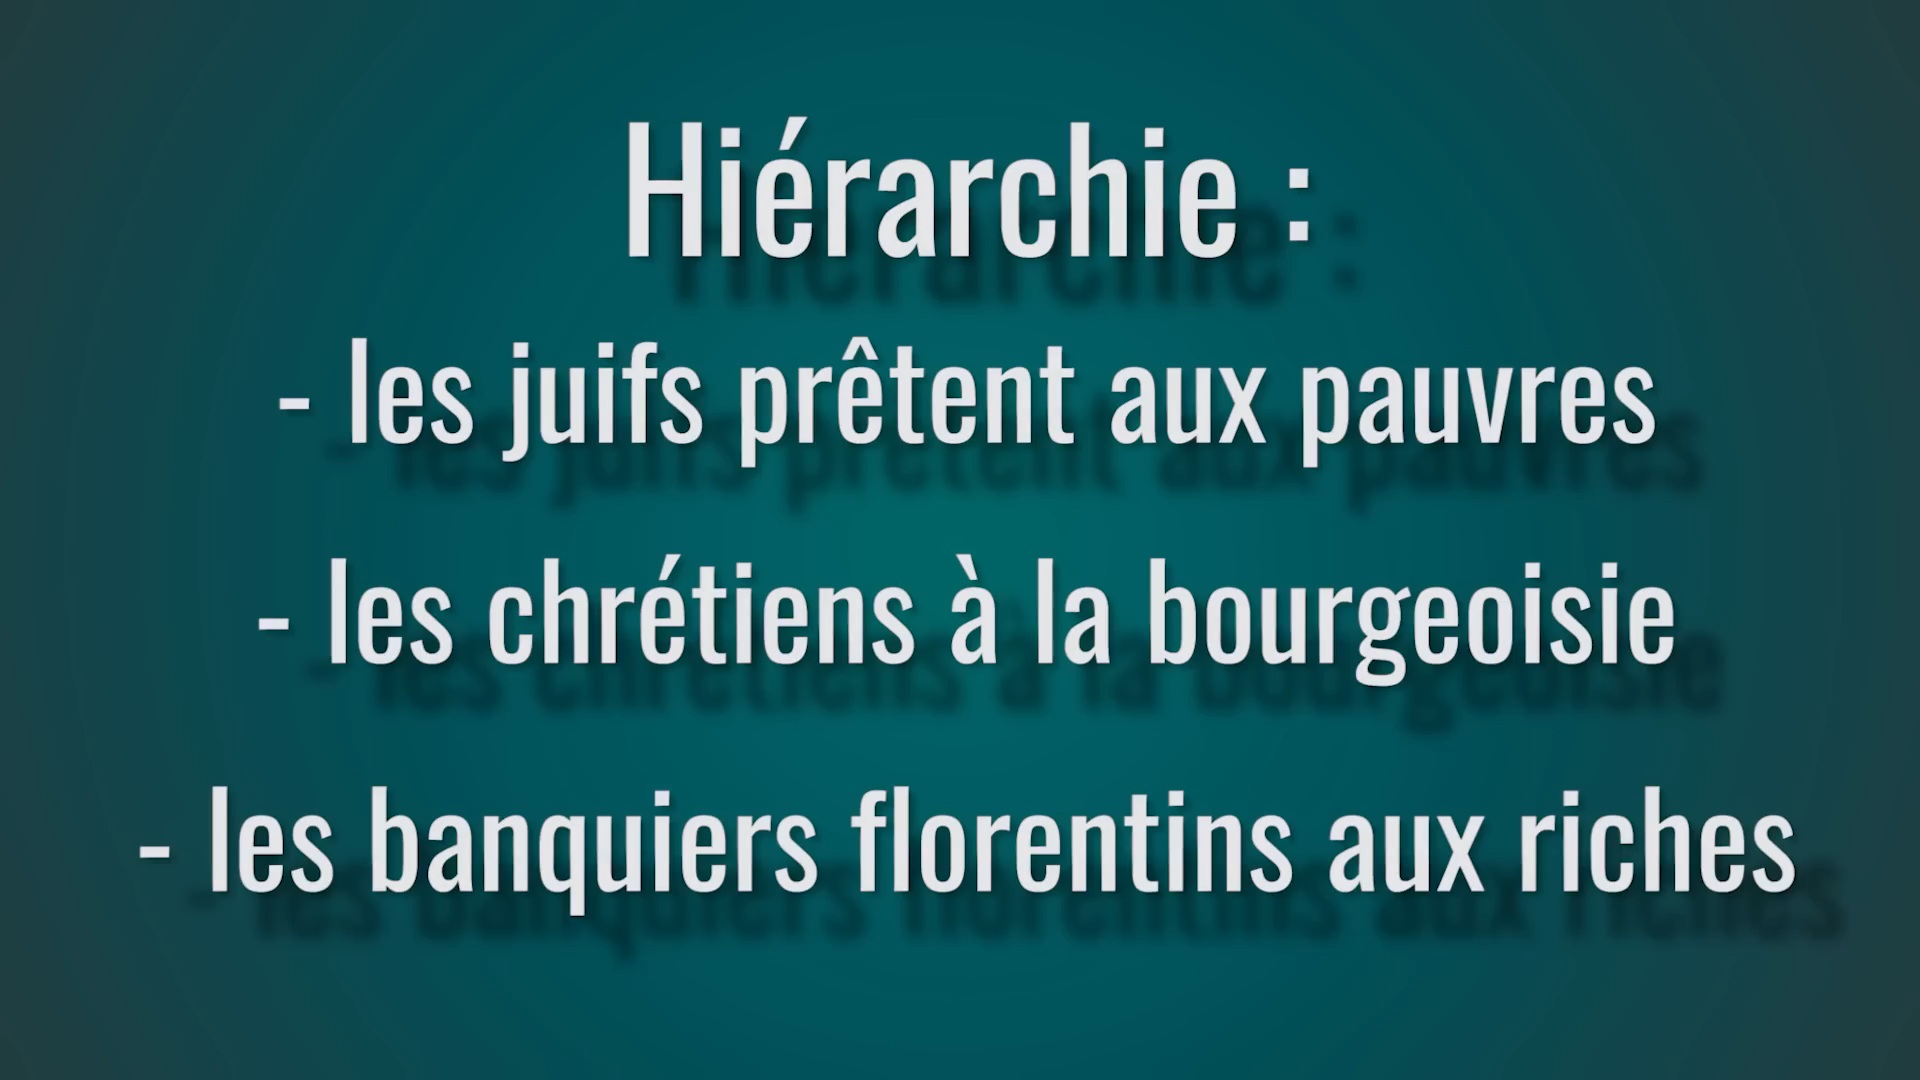 Hiérarchie :
- les juifs prêtent aux pauvres
- les chrétiens à la bourgeoisie
- les banquiers florentins aux riches